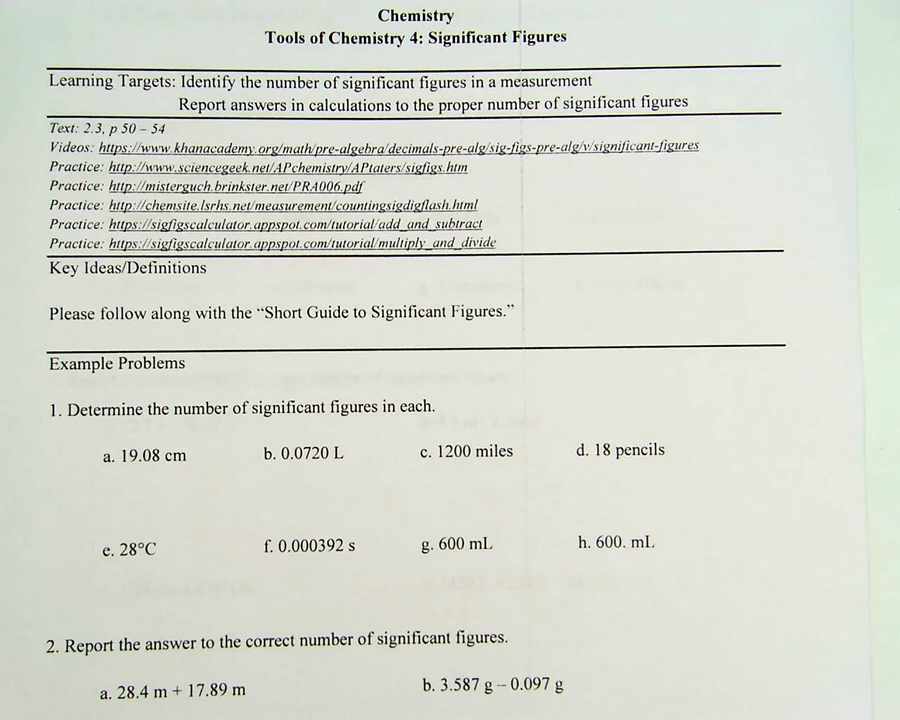 Chemistry
Tools of Chemistry 4: Significant Figures
Learning Targets: Identify the number of significant figures in a measurement
Report answers in calculations to the proper number of significant figures
Text: 2.3, p 50 – 54
Videos: https://www.khanacademy.org/math/pre-algebra/decimals-pre-alg/sig-figs-pre-alg/v/significant-figures
Practice: http://www.sciencegeek.net/APchemistry/APtaters/sigfigs.htm
Practice: http://misterguch.brinkster.net/PRA006.pdf
Practice: http://chemsite.lsrhs.net/measurement/countingsigdigflash.html
Practice: https://sigfigscalculator.appspot.com/tutorial/add_and_subtract
Practice: https://sigfigscalculator.appspot.com/tutorial/multiply_and_divide
Key Ideas/Definitions
Please follow along with the “Short Guide to Significant Figures.”
Example Problems
1. Determine the number of significant figures in each.
a. 19.08 cm b. 0.0720 L c. 1200 miles d. 18 pencils
e. 28°C f. 0.000392 s g. 600 mL h. 600. mL
2. Report the answer to the correct number of significant figures.
a. 28.4 m + 17.89 m b. 3.587 g – 0.097 g